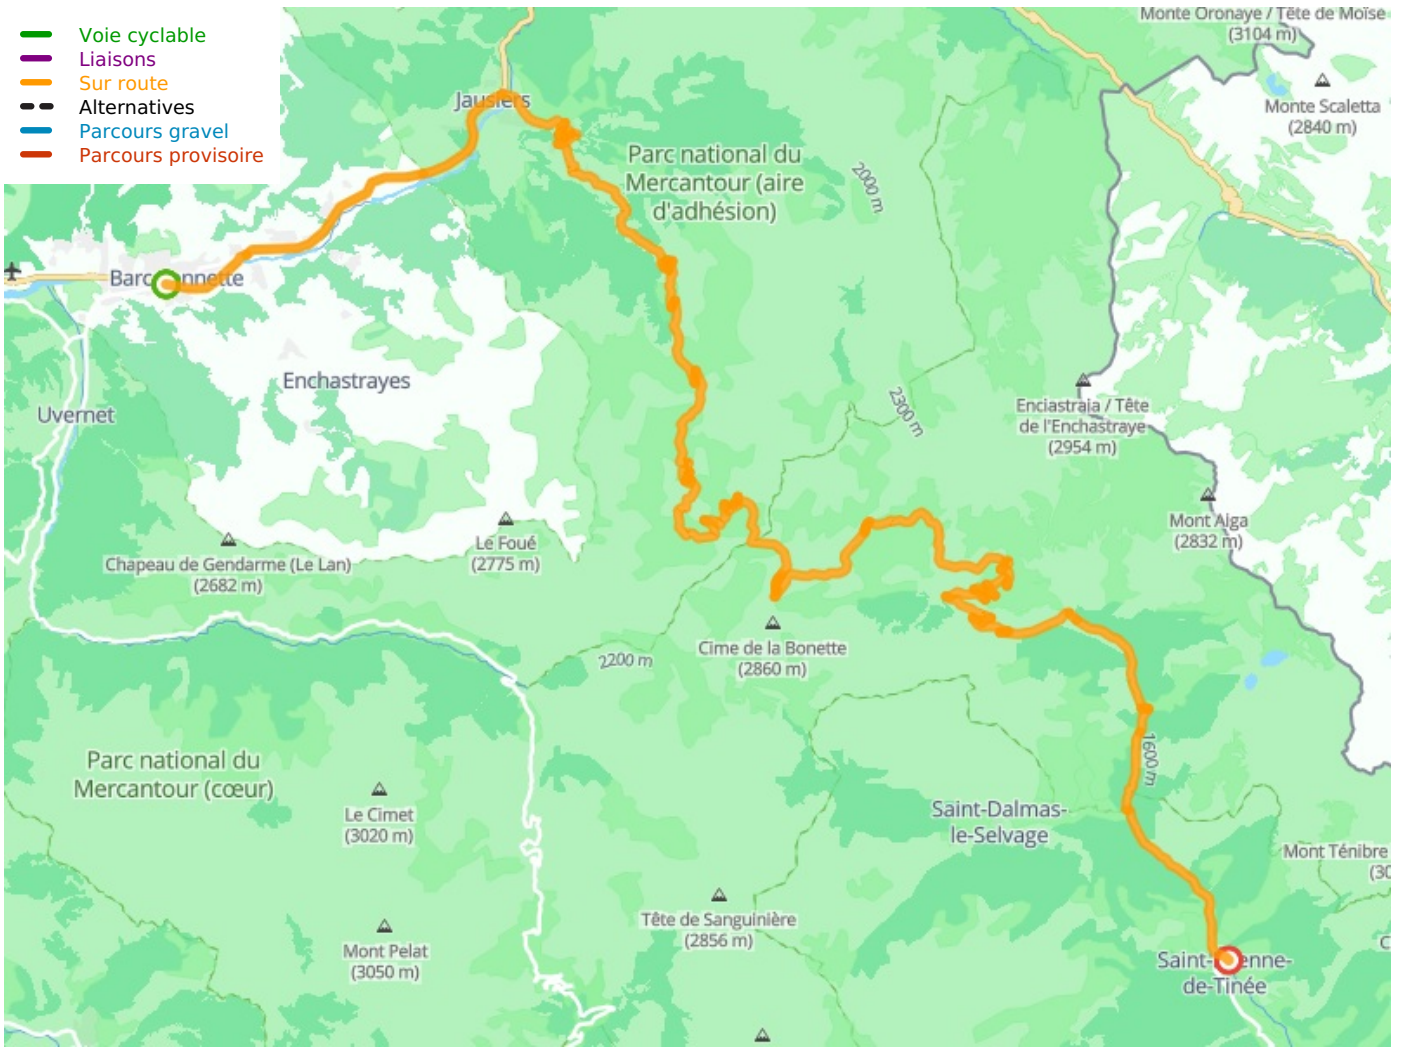 Voie cyclable
Liaisons
Sur route
Alternatives
Parcours gravel
Parcours provisoire
Monte Oronaye / Tête de Moïse
(3104 m)
Monte Scaletta
(2840 m)
Jausiers
Parc national du
Mercantour (aire
d'adhésion)
2000 m
Enchastrayes
Uvernet
2300 m
Enciastraia / Tête
de l'Enchastraye
(2954 m)
Mont Aiga
(2832 m)
Le Foué
(2775 m)
Chapeau de Gendarme (Le Lan)
(2682 m)
Cime de la Bonette
(2860 m)
2200 m
1600 m
Parc national du
Mercantour (cœur)
Le Cimet
(3020 m)
Saint-Dalmas-
le-Selvage
Mont Ténibre
(30
Tête de Sanguinière
(2856 m)
Mont Pelat
(3050 m)
C
de-Tinée